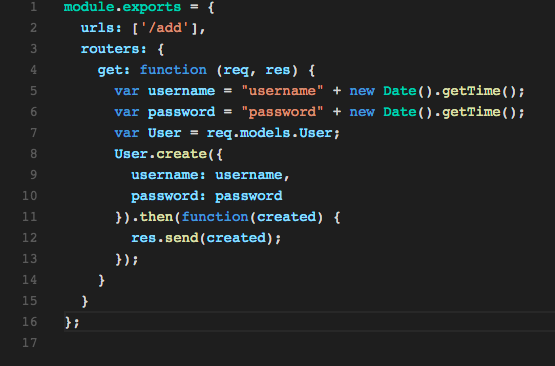 1 module.exports = {
2   urls: ['/add'],
3   routers: {
4     get: function (req, res) {
5       var username = "username" + new Date().getTime();
6       var password = "password" + new Date().getTime();
7       var User = req.models.User;
8       User.create({
9         username: username,
10         password: password
11       }).then(function(created) {
12         res.send(created);
13       });
14     }
15   }
16 };
17